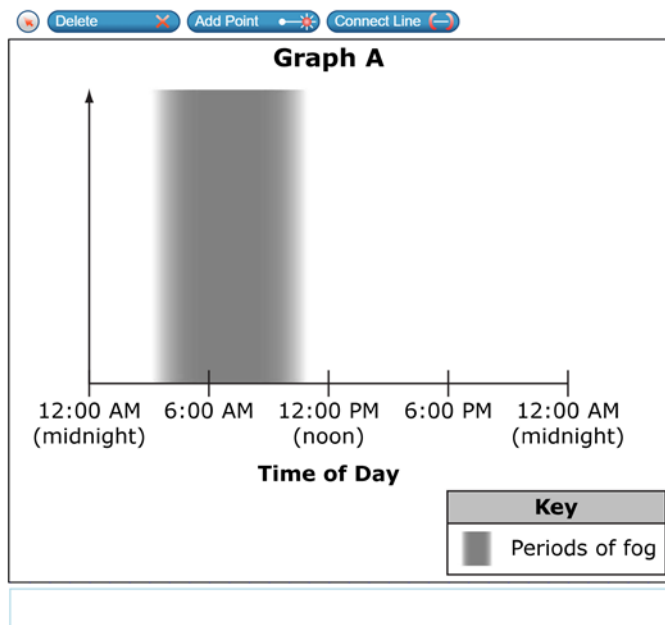 Delete
Add Point
Connect Line
Graph A
12:00 AM 6:00 AM 12:00 PM 6:00 PM 12:00 AM
(midnight) (noon) (midnight)
Time of Day
Key
Periods of fog